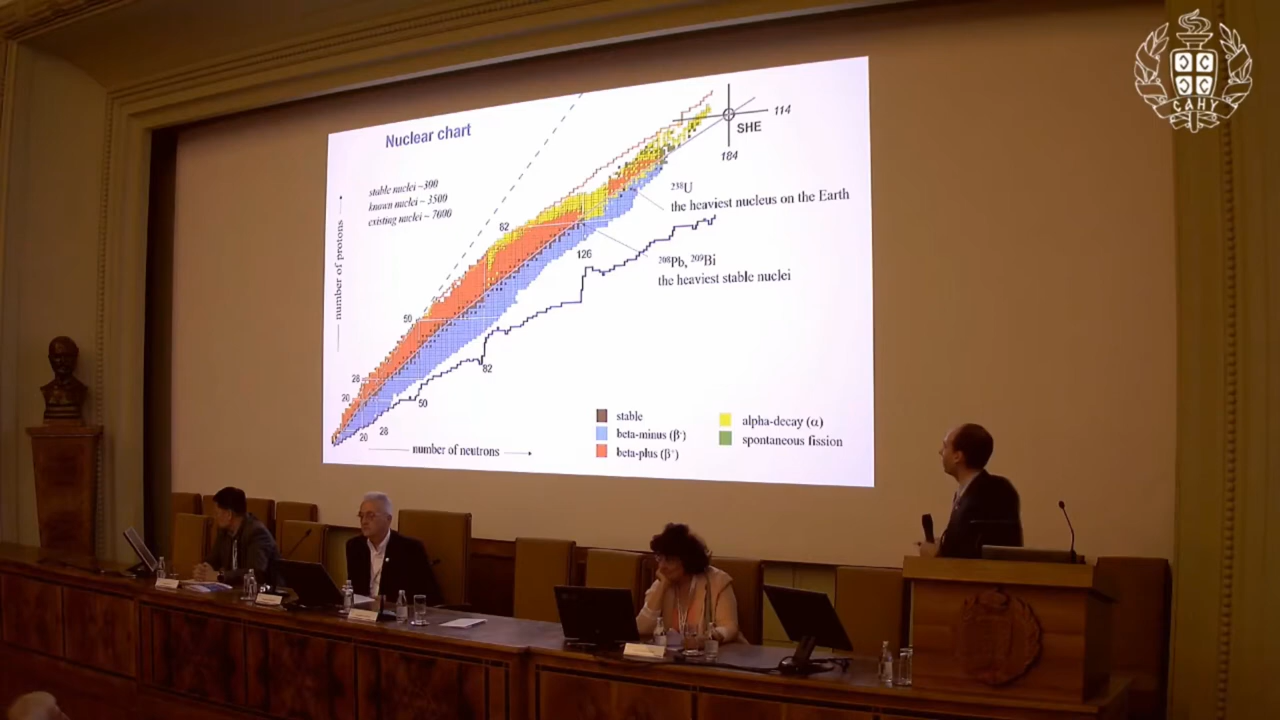 Nuclear chart
stable nuclei ~300
known nuclei ~ 3500
existing nuclei ~ 7000
number of protons
114
SHE
184
²³⁸U
the heaviest nucleus on the Earth
82
126
²⁰⁸Pb, ²⁰⁹Bi
the heaviest stable nuclei
50
82
28
20
50
28
20
number of neutrons
stable
beta-minus (β⁻)
beta-plus (β⁺)
alpha-decay (α)
spontaneous fission
С С
С С
САНУ